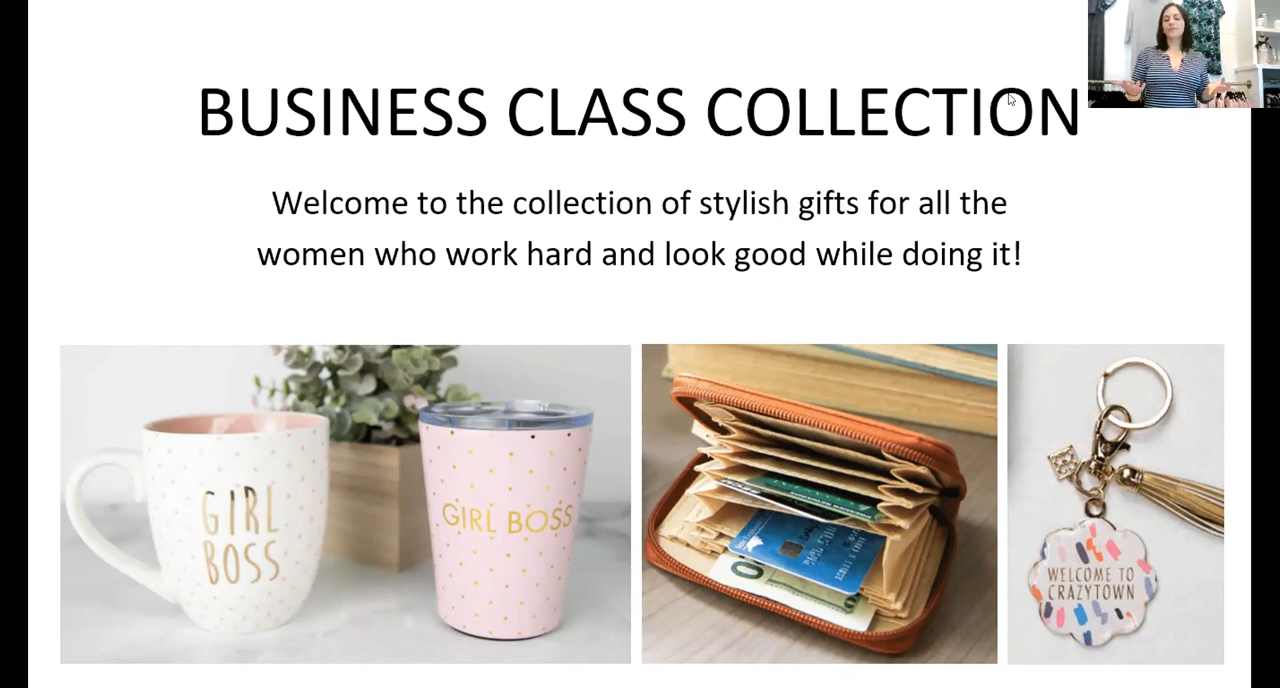 BUSINESS CLASS COLLECTION
Welcome to the collection of stylish gifts for all the
women who work hard and look good while doing it!
GIRL
BOSS
GIRL BOSS
WELCOME TO
CRAZYTOWN